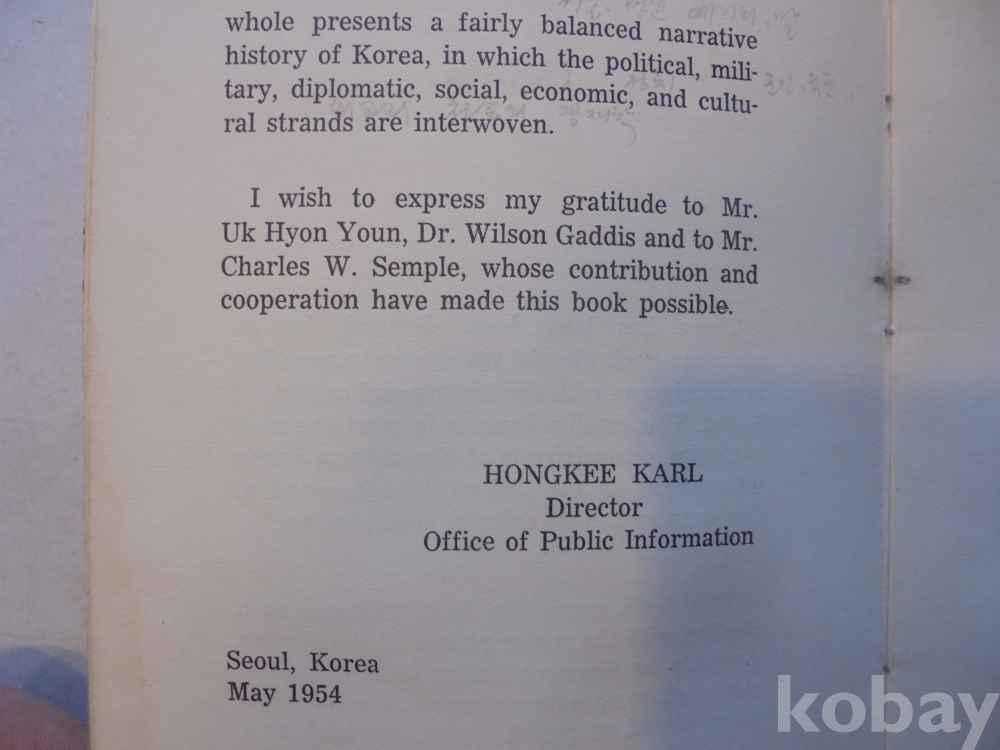 whole presents a fairly balanced narrative
history of Korea, in which the political, mili-
tary, diplomatic, social, economic, and cultu-
ral strands are interwoven.
I wish to express my gratitude to Mr.
Uk Hyon Youn, Dr. Wilson Gaddis and to Mr.
Charles W. Semple, whose contribution and
cooperation have made this book possible.
HONGKEE KARL
Director
Office of Public Information
Seoul, Korea
May 1954
kobay